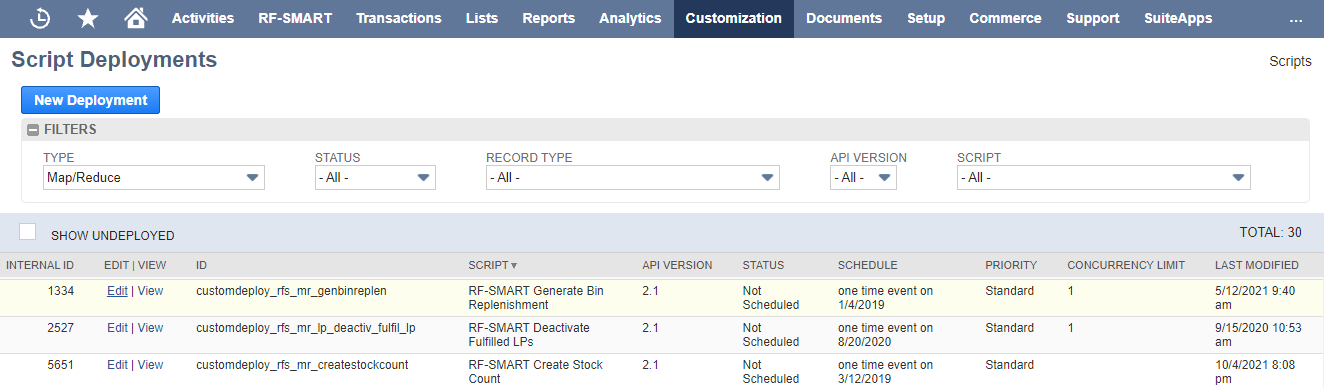 Activities RF-SMART Transactions Lists Reports Analytics Customization Documents Setup Commerce Support SuiteApps ...
Script Deployments Scripts
New Deployment
FILTERS
TYPE STATUS RECORD TYPE API VERSION SCRIPT
Map/Reduce - All - - All - - All - - All -
SHOW UNDEPLOYED TOTAL: 30
INTERNAL ID EDIT | VIEW ID SCRIPT ▼ API VERSION STATUS SCHEDULE PRIORITY CONCURRENCY LIMIT LAST MODIFIED
1334 Edit | View customdeploy_rfs_mr_genbinreplen RF-SMART Generate Bin 2.1 Not one time event on Standard 1 5/12/2021 9:40
Replenishment Scheduled 1/4/2019 am
2527 Edit | View customdeploy_rfs_mr_lp_deactiv_fulfil_lp RF-SMART Deactivate 2.1 Not one time event on Standard 1 9/15/2020 10:53
Fulfilled LPs Scheduled 8/20/2020 am
5651 Edit | View customdeploy_rfs_mr_createstockcount RF-SMART Create Stock 2.1 Not one time event on Standard 10/4/2021 8:08
Count Scheduled 3/12/2019 pm